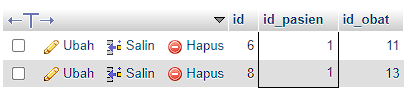 id id_pasien id_obat
Ubah Salin Hapus 6 1 11
Ubah Salin Hapus 8 1 13